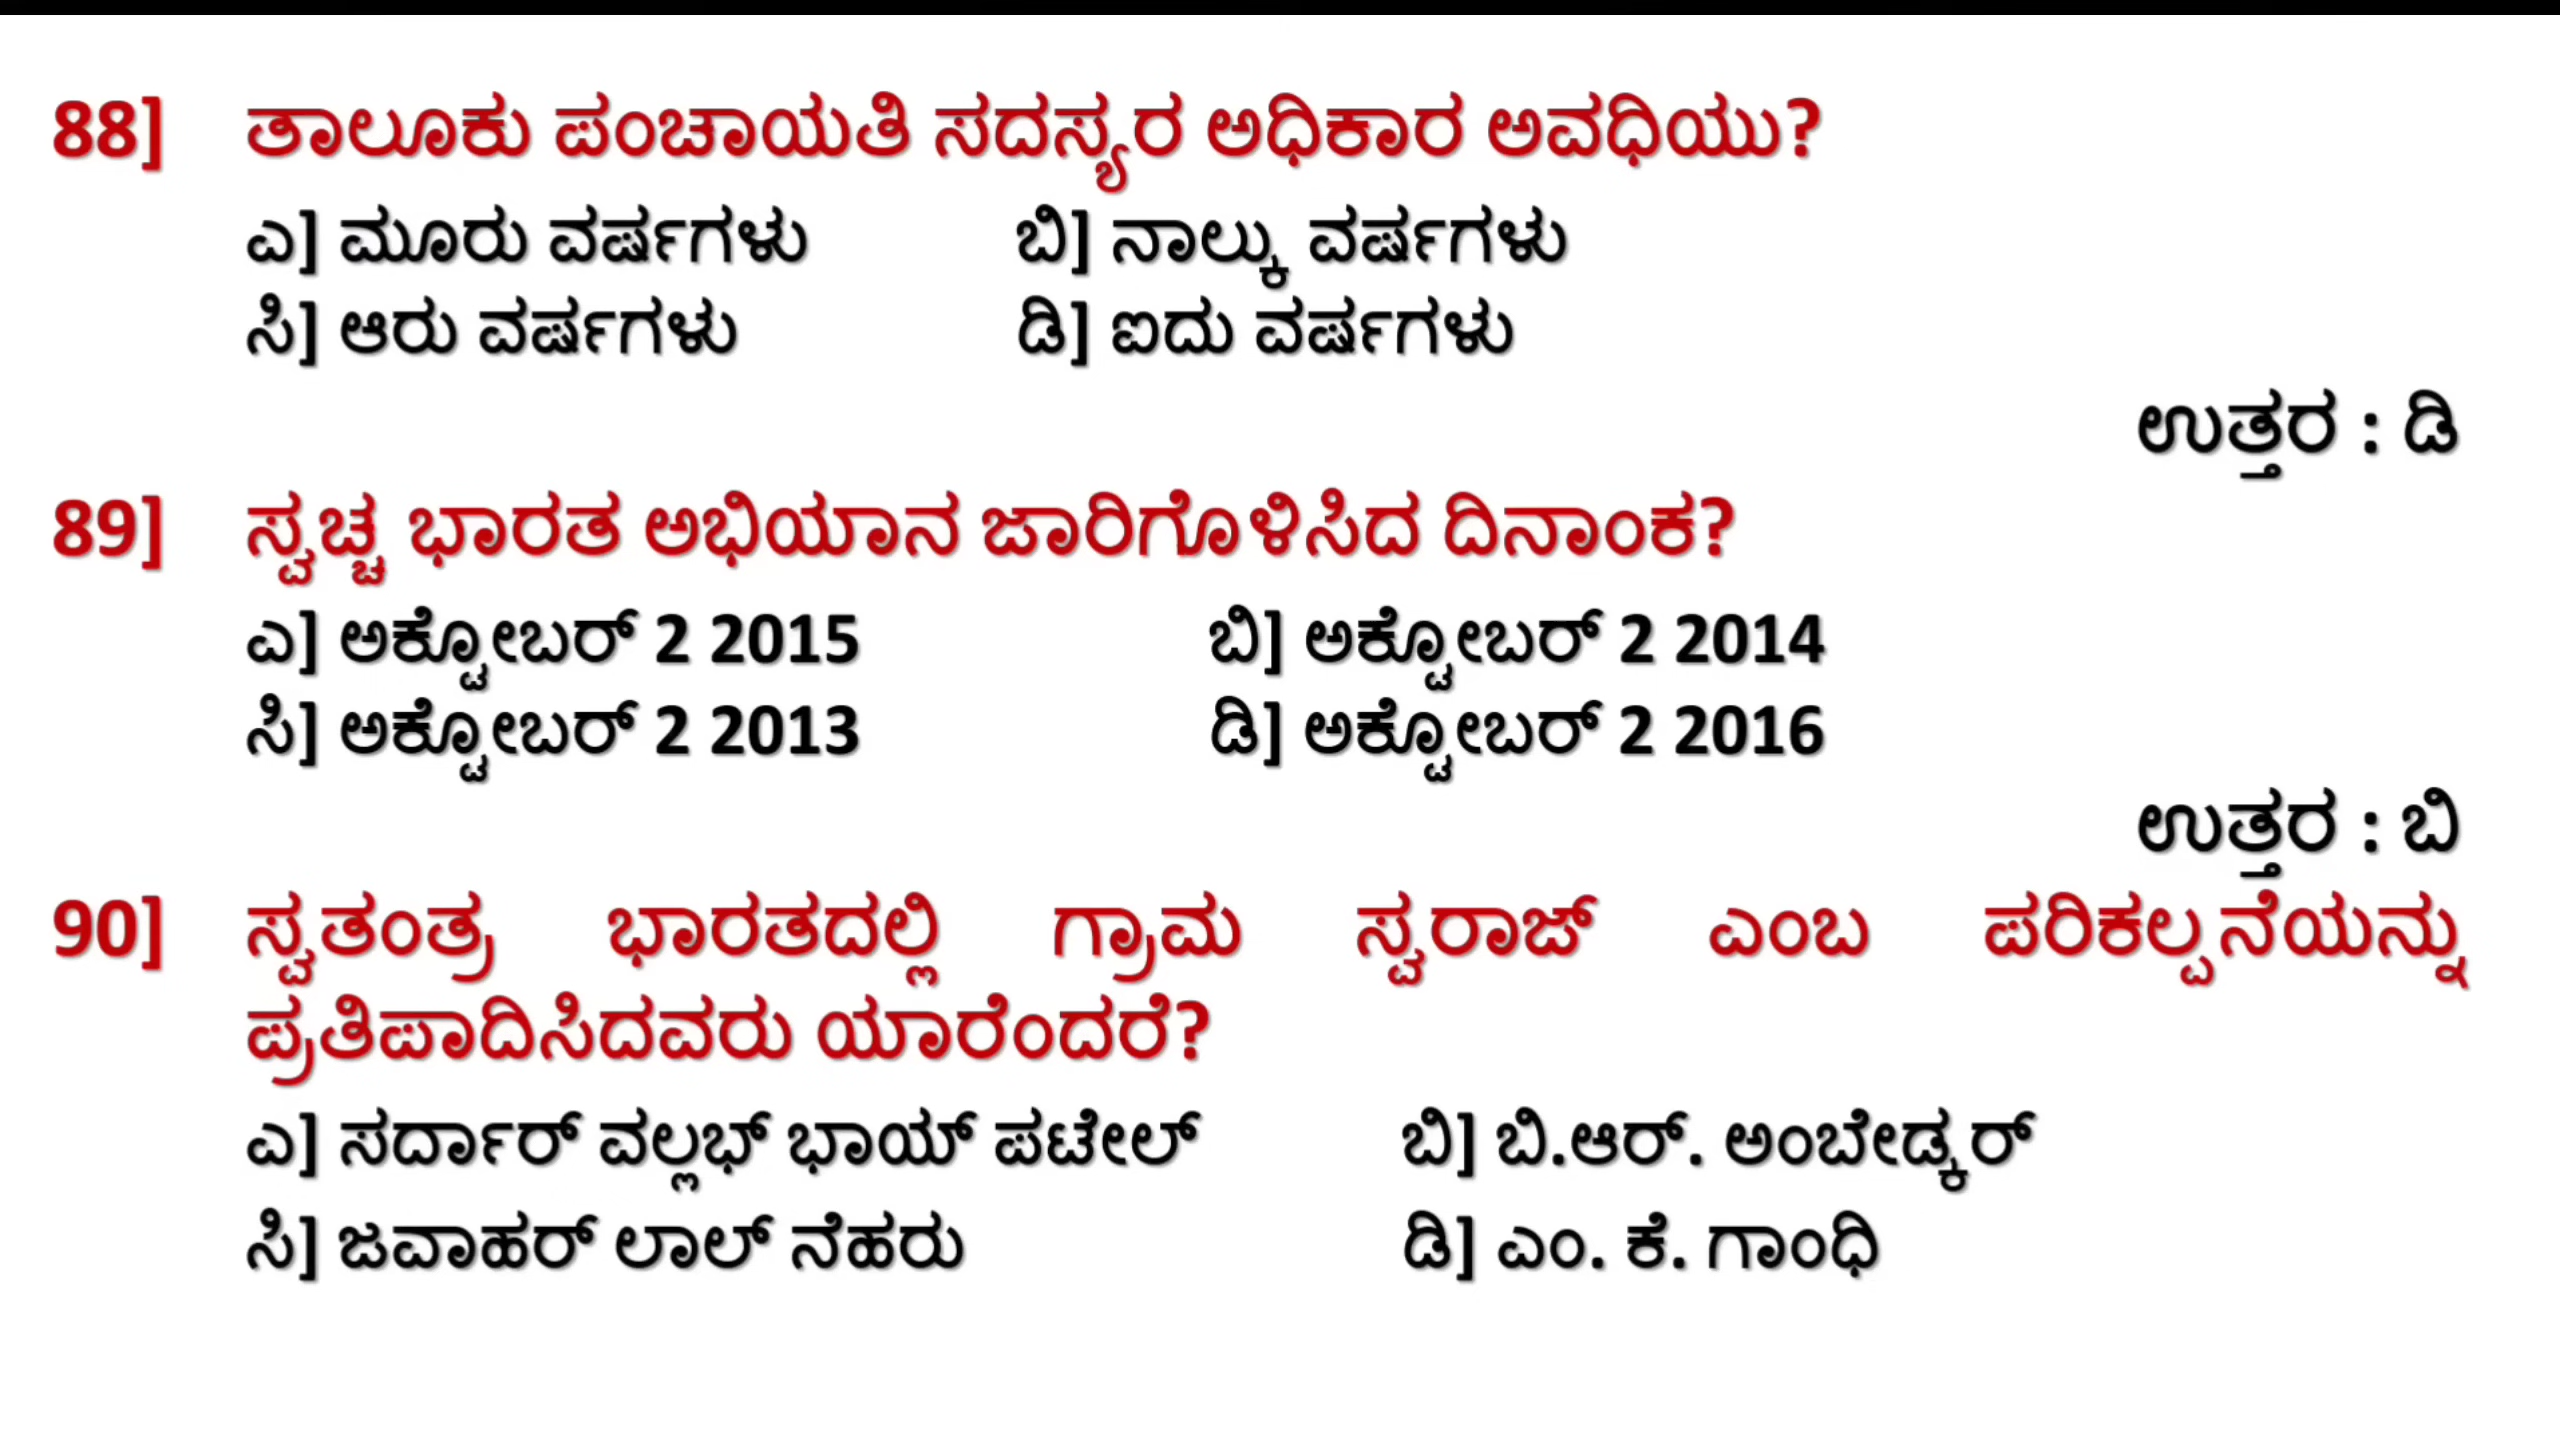 88] ತಾಲೂಕು ಪಂಚಾಯತಿ ಸದಸ್ಯರ ಅಧಿಕಾರ ಅವಧಿಯು?
ಎ] ಮೂರು ವರ್ಷಗಳು ಬಿ] ನಾಲ್ಕು ವರ್ಷಗಳು
ಸಿ] ಆರು ವರ್ಷಗಳು ಡಿ] ಐದು ವರ್ಷಗಳು
ಉತ್ತರ : ಡಿ
89] ಸ್ವಚ್ಚ ಭಾರತ ಅಭಿಯಾನ ಜಾರಿಗೊಳಿಸಿದ ದಿನಾಂಕ?
ಎ] ಅಕ್ಟೋಬರ್ 2 2015 ಬಿ] ಅಕ್ಟೋಬರ್ 2 2014
ಸಿ] ಅಕ್ಟೋಬರ್ 2 2013 ಡಿ] ಅಕ್ಟೋಬರ್ 2 2016
ಉತ್ತರ : ಬಿ
90] ಸ್ವತಂತ್ರ ಭಾರತದಲ್ಲಿ ಗ್ರಾಮ ಸ್ವರಾಜ್ ಎಂಬ ಪರಿಕಲ್ಪನೆಯನ್ನು
ಪ್ರತಿಪಾದಿಸಿದವರು ಯಾರೆಂದರೆ?
ಎ] ಸರ್ದಾರ್ ವಲ್ಲಭ್ ಭಾಯ್ ಪಟೇಲ್ ಬಿ] ಬಿ.ಆರ್. ಅಂಬೇಡ್ಕರ್
ಸಿ] ಜವಾಹರ್ ಲಾಲ್ ನೆಹರು ಡಿ] ಎಂ. ಕೆ. ಗಾಂಧಿ